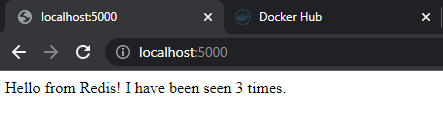 localhost:5000
Docker Hub
localhost:5000
Hello from Redis! I have been seen 3 times.